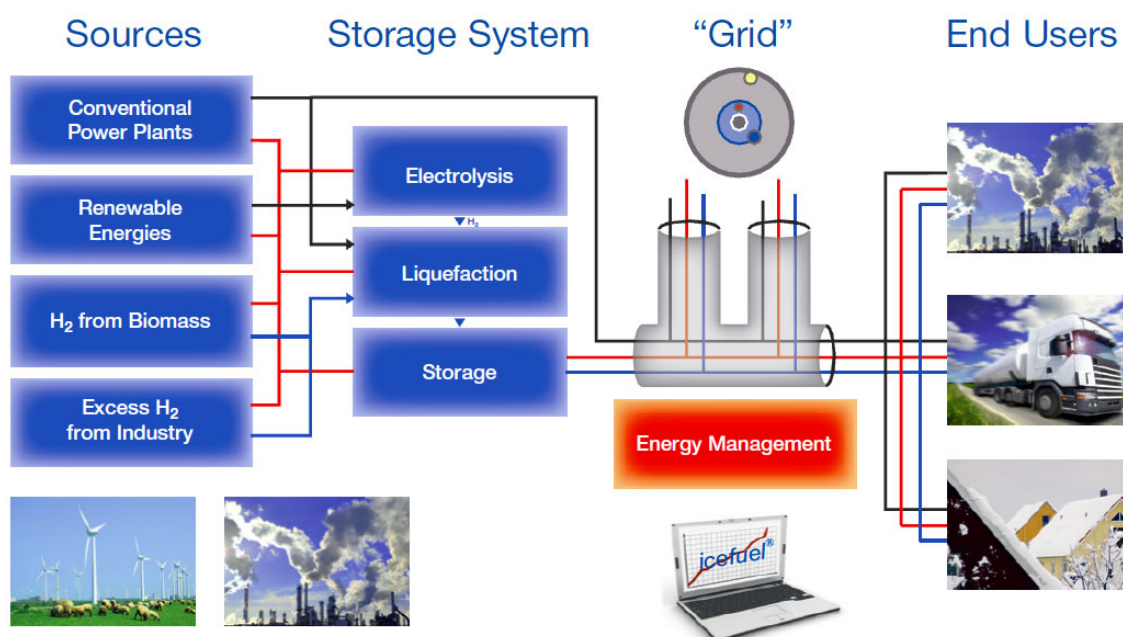 Sources
Storage System
“Grid”
End Users
Conventional
Power Plants
Renewable
Energies
H₂ from Biomass
Excess H₂
from Industry
Electrolysis
H₂
Liquefaction
Storage
Energy Management
icefuel®